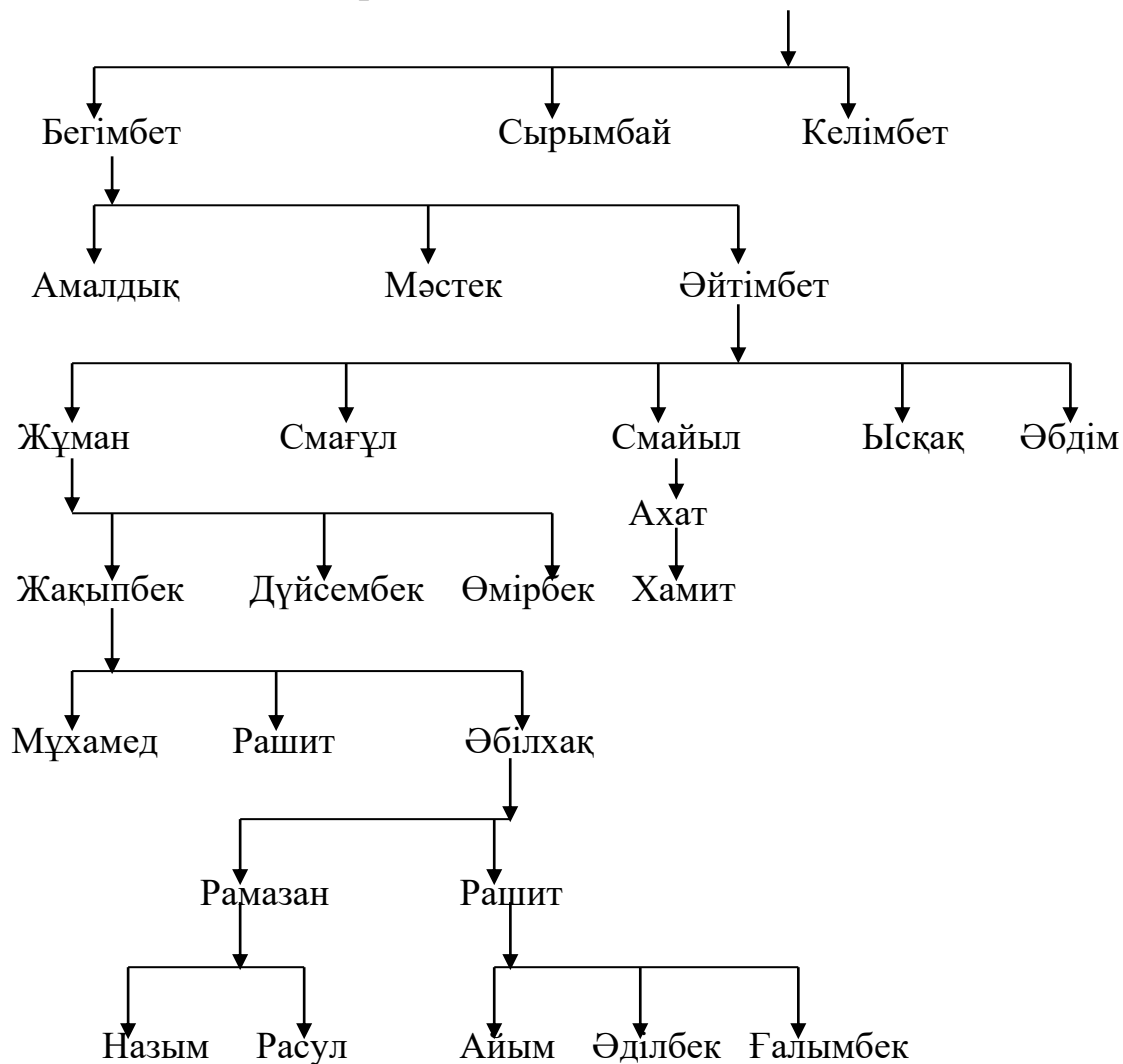 Бегімбет Сырымбай Келімбет
Амалдық Мәстек Әйтімбет
Жұман Смағұл Смайыл Ысқақ Әбдім
Ахат
Жақыпбек Дүйсембек Өмірбек Хамит
Мұхамед Рашит Әбілхақ
Рамазан Рашит
Назым Расул Айым Әділбек Ғалымбек